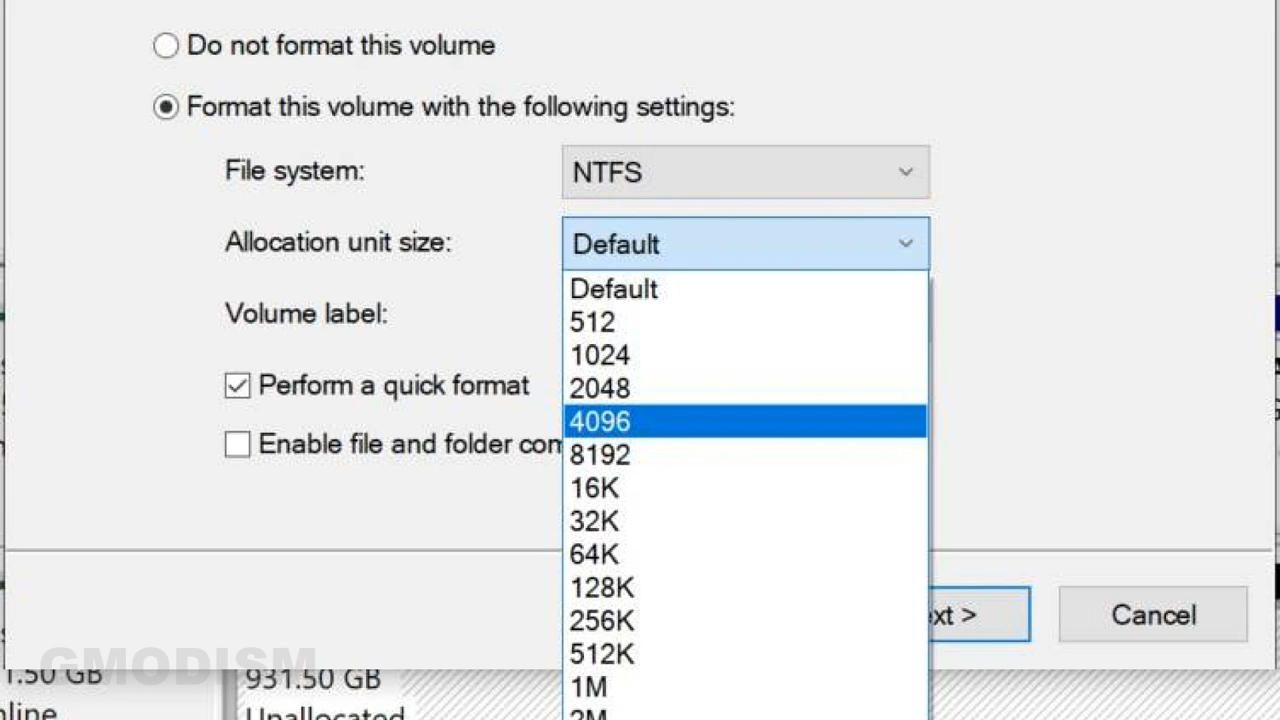 Do not format this volume
Format this volume with the following settings:
File system:
NTFS
Allocation unit size:
Default
Default
512
1024
2048
4096
8192
16K
32K
64K
128K
256K
512K
1M
2M
Volume label:
Perform a quick format
Enable file and folder com
ext >
Cancel
GMODISM
1.50 GB
nline
931.50 GB
Unallocated